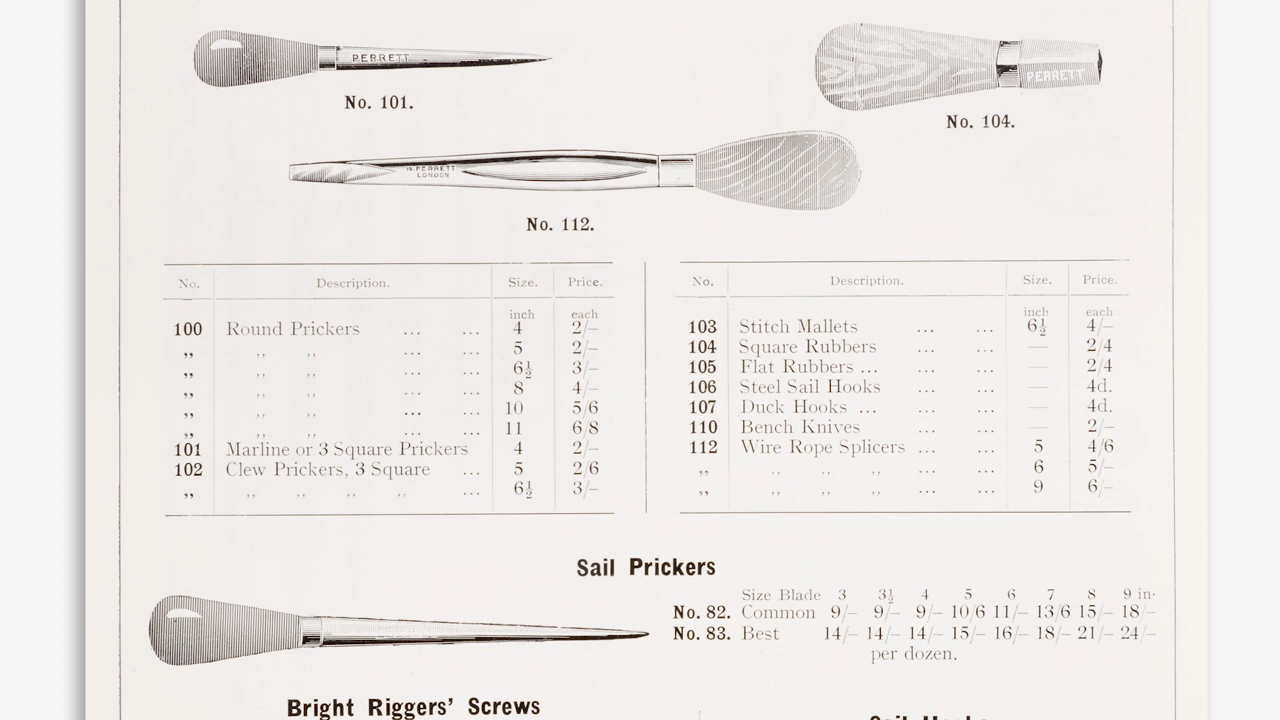 PERRETT
No. 101.
PERRETT
No. 104.
W. PERRETT
LONDON
No. 112.
No. Description. Size. Price.
inch each
100 Round Prickers ... ... 4 2/–
„ „ „ ... ... 5 2/–
„ „ „ ... ... 6½ 3/–
„ „ „ ... ... 8 4/–
„ „ „ ... ... 10 5/6
„ „ „ ... ... 11 6/8
101 Marline or 3 Square Prickers 4 2/–
102 Clew Prickers, 3 Square ... 5 2/6
„ „ „ „ „ ... 6½ 3/–
No. Description. Size. Price.
inch each
103 Stitch Mallets ... ... 6½ 4/–
104 Square Rubbers ... ... — 2/4
105 Flat Rubbers ... ... — 2/4
106 Steel Sail Hooks ... ... — 4d.
107 Duck Hooks ... ... — 4d.
110 Bench Knives ... ... — 2/–
112 Wire Rope Splicers ... ... 5 4/6
„ „ „ „ ... ... 6 5/–
„ „ „ „ ... ... 9 6/–
Sail Prickers
Size Blade 3 3½ 4 5 6 7 8 9 in.
No. 82. Common 9/– 9/– 9/– 10/6 11/– 13/6 15/– 18/–
No. 83. Best 14/– 14/– 14/– 15/– 16/– 18/– 21/– 24/–
per dozen.
Bright Riggers' Screws